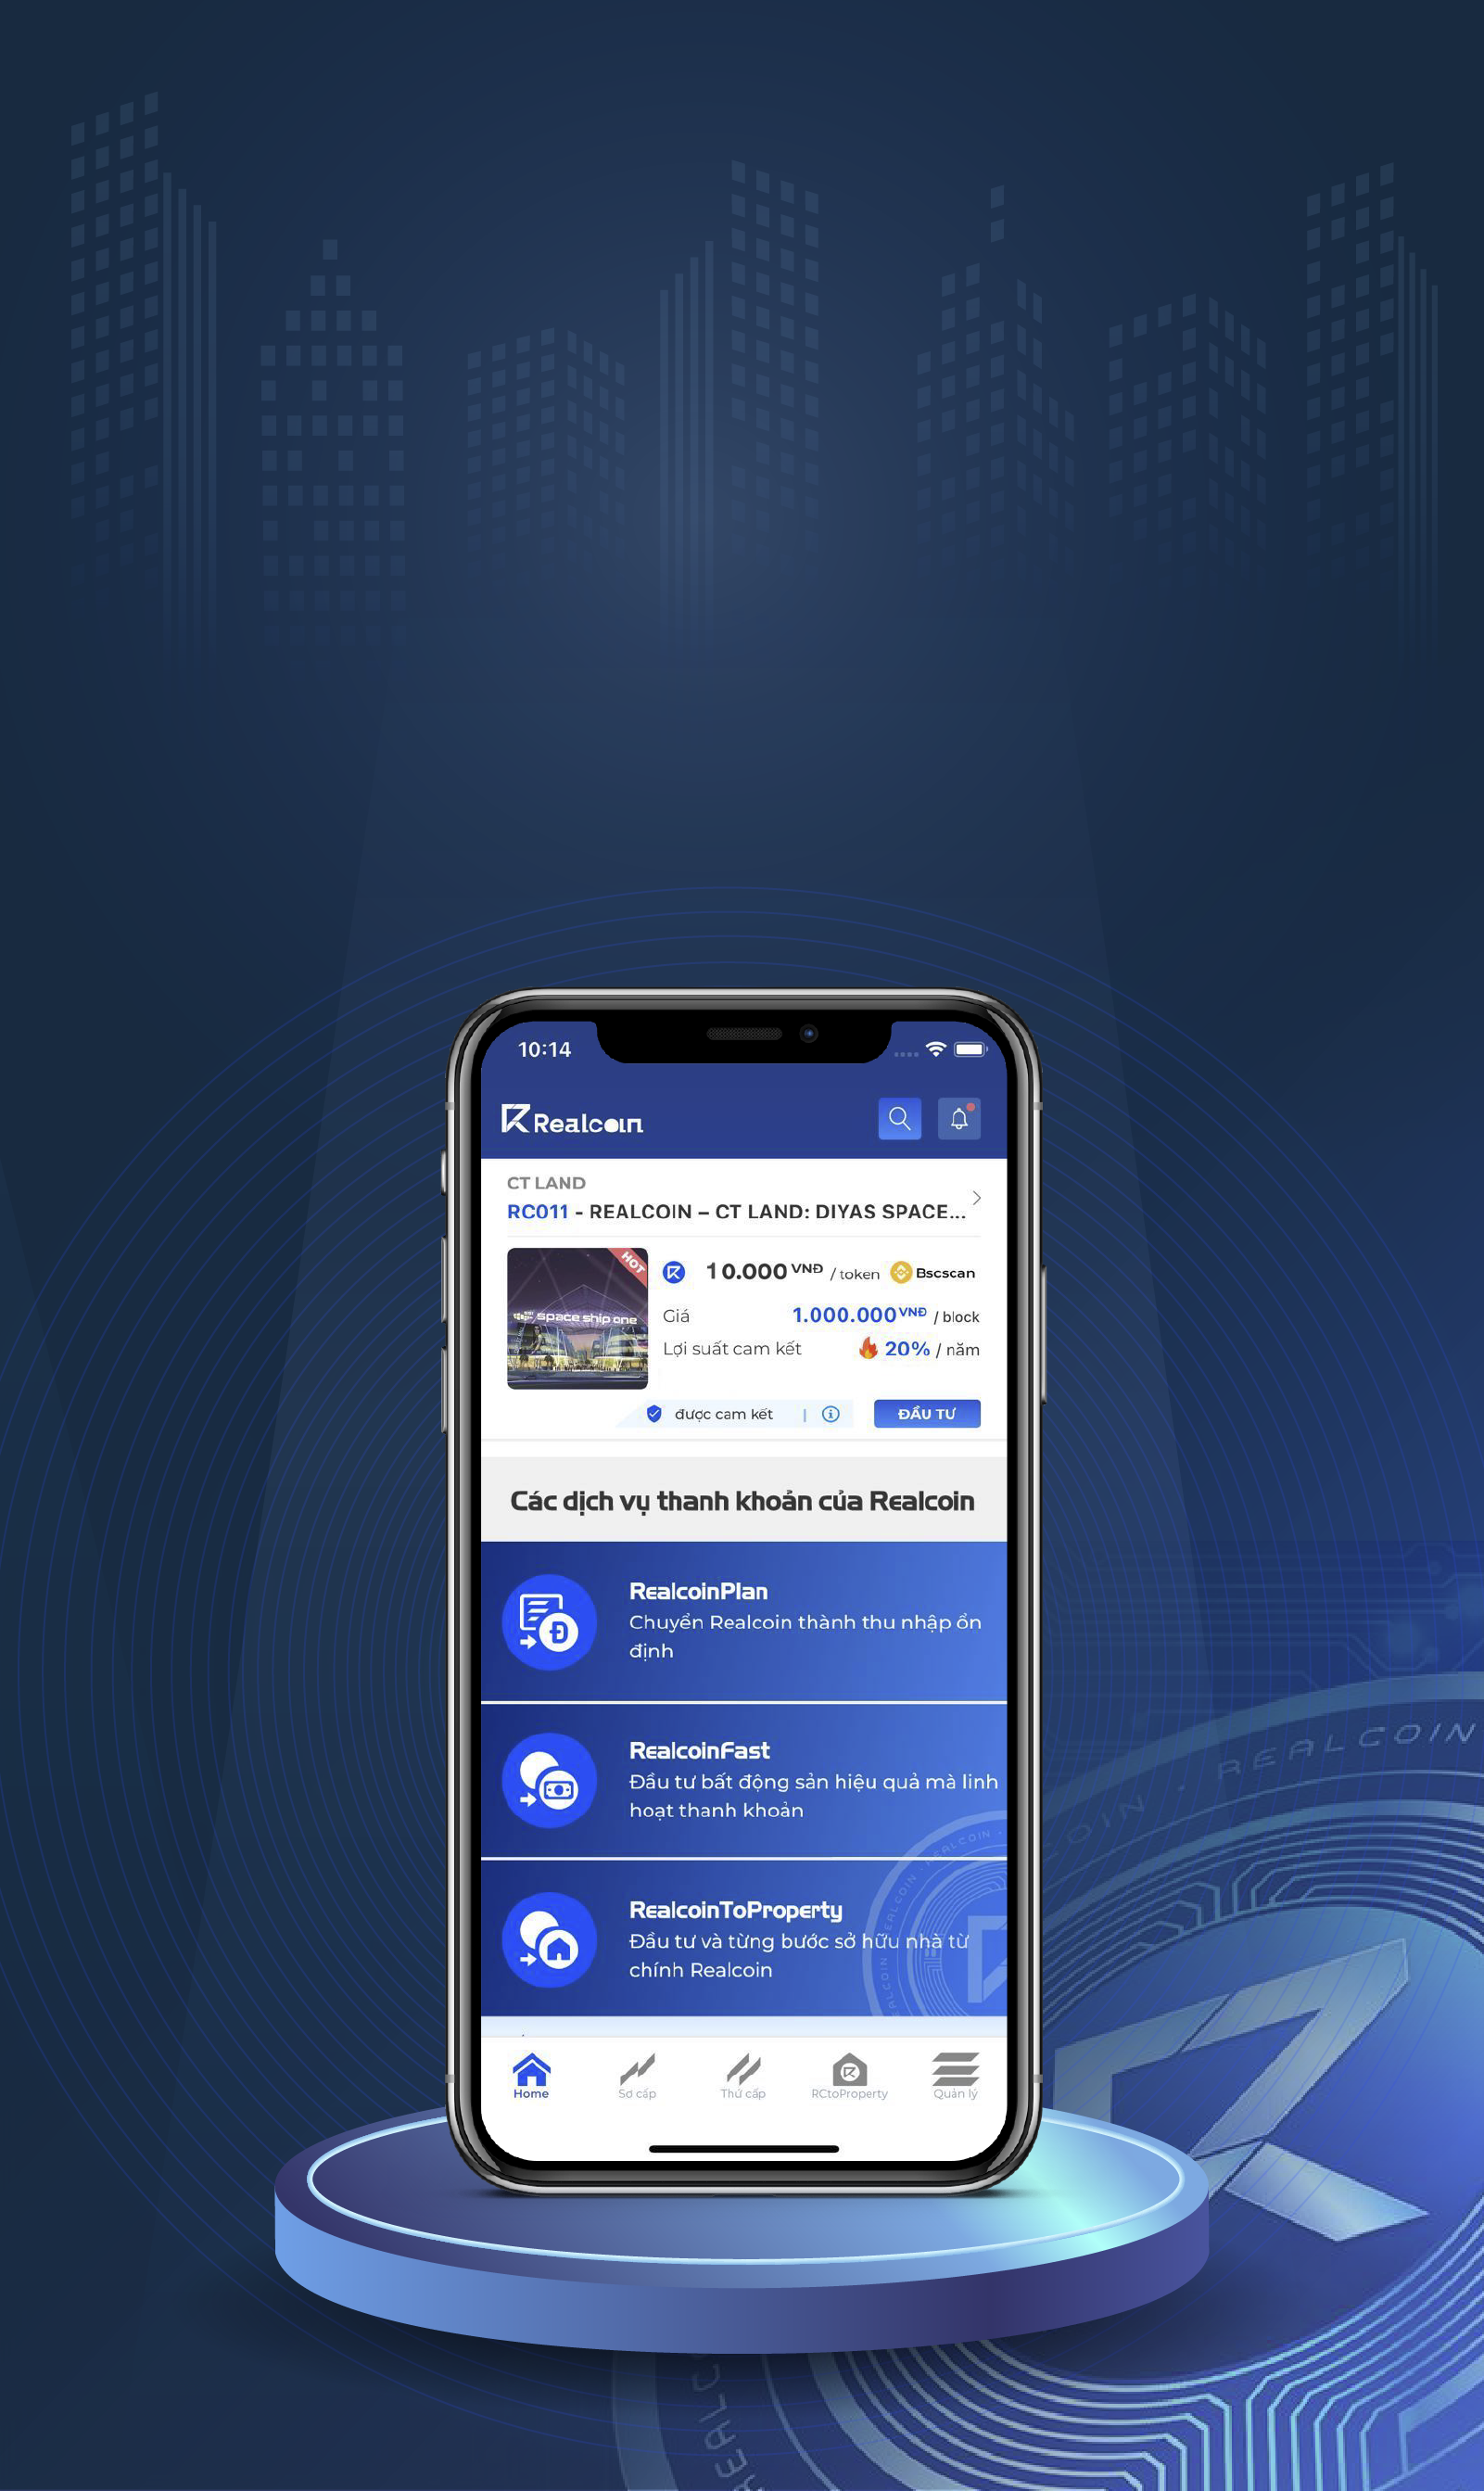 10:14
Realcoin
CT LAND
RC011 - REALCOIN – CT LAND: DIYAS SPACE...
HOT
space ship one
10.000 VNĐ / token Bscscan
Giá 1.000.000 VNĐ / block
Lợi suất cam kết 20% / năm
được cam kết | ĐẦU TƯ
Các dịch vụ thanh khoản của Realcoin
RealcoinPlan
Chuyển Realcoin thành thu nhập ổn
định
RealcoinFast
Đầu tư bất động sản hiệu quả mà linh
hoạt thanh khoản
RealcoinToProperty
Đầu tư và từng bước sở hữu nhà từ
chính Realcoin
REALCOIN · REALCOIN ·
Home Sơ cấp Thứ cấp RCtoProperty Quản lý
COIN · REALCOIN
REALC